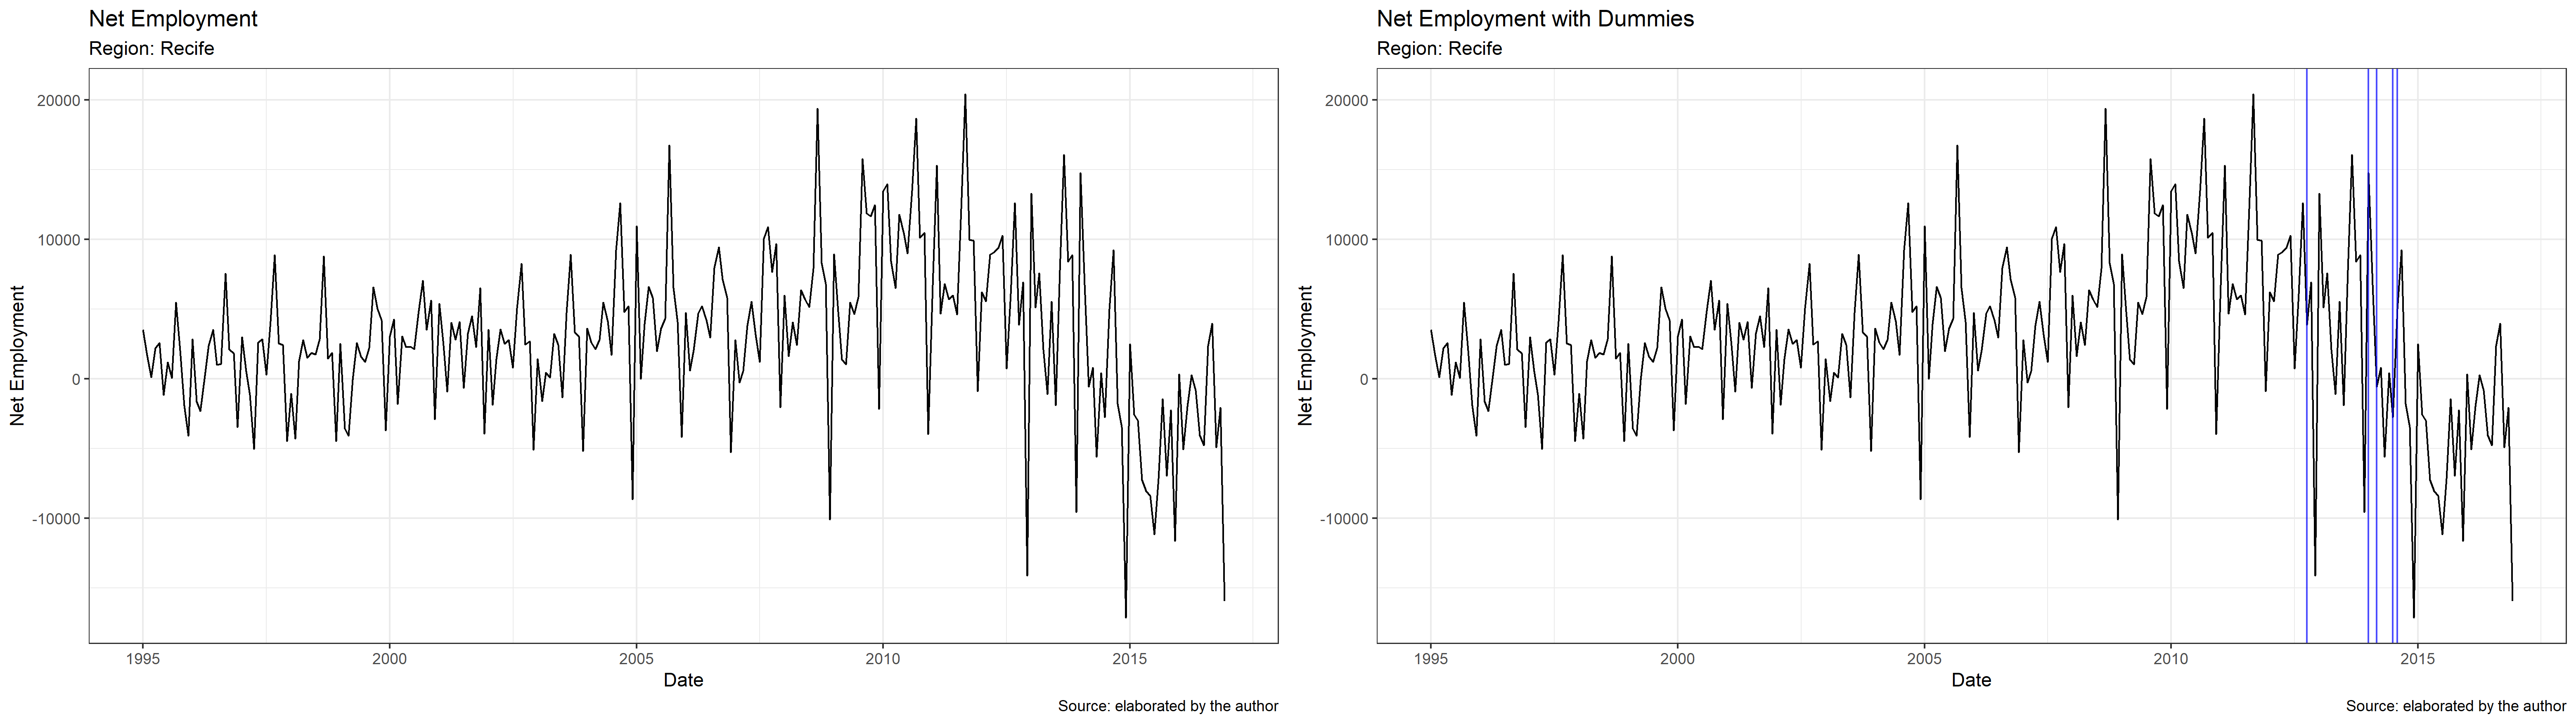 Net Employment
Region: Recife
Net Employment
20000
10000
0
-10000
1995
2000
2005
2010
2015
Date
Source: elaborated by the author
Net Employment with Dummies
Region: Recife
Net Employment
20000
10000
0
-10000
1995
2000
2005
2010
2015
Date
Source: elaborated by the author